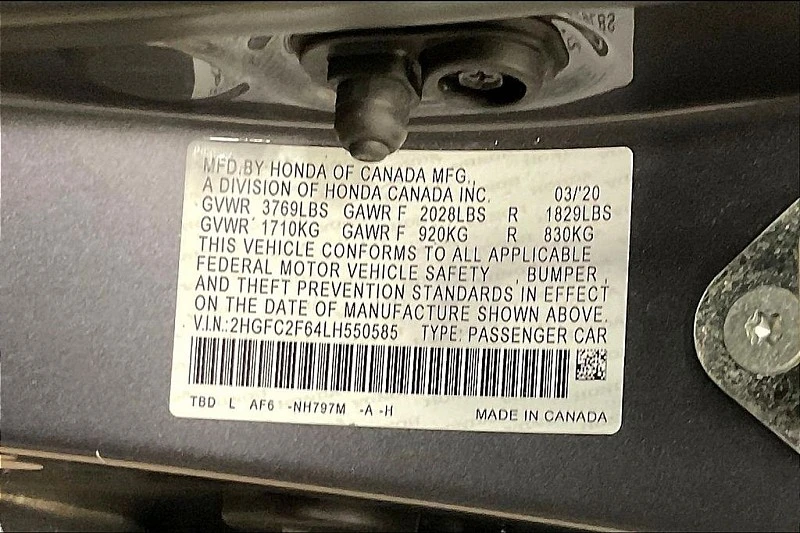 MFD.BY HONDA OF CANADA MFG.,
A DIVISION OF HONDA CANADA INC. 03/'20
GVWR 3769LBS GAWR F 2028LBS R 1829LBS
GVWR 1710KG GAWR F 920KG R 830KG
THIS VEHICLE CONFORMS TO ALL APPLICABLE
FEDERAL MOTOR VEHICLE SAFETY , BUMPER ,
AND THEFT PREVENTION STANDARDS IN EFFECT
ON THE DATE OF MANUFACTURE SHOWN ABOVE.
V.I.N.:2HGFC2F64LH550585 TYPE: PASSENGER CAR
TBD L AF6 -NH797M -A -H MADE IN CANADA